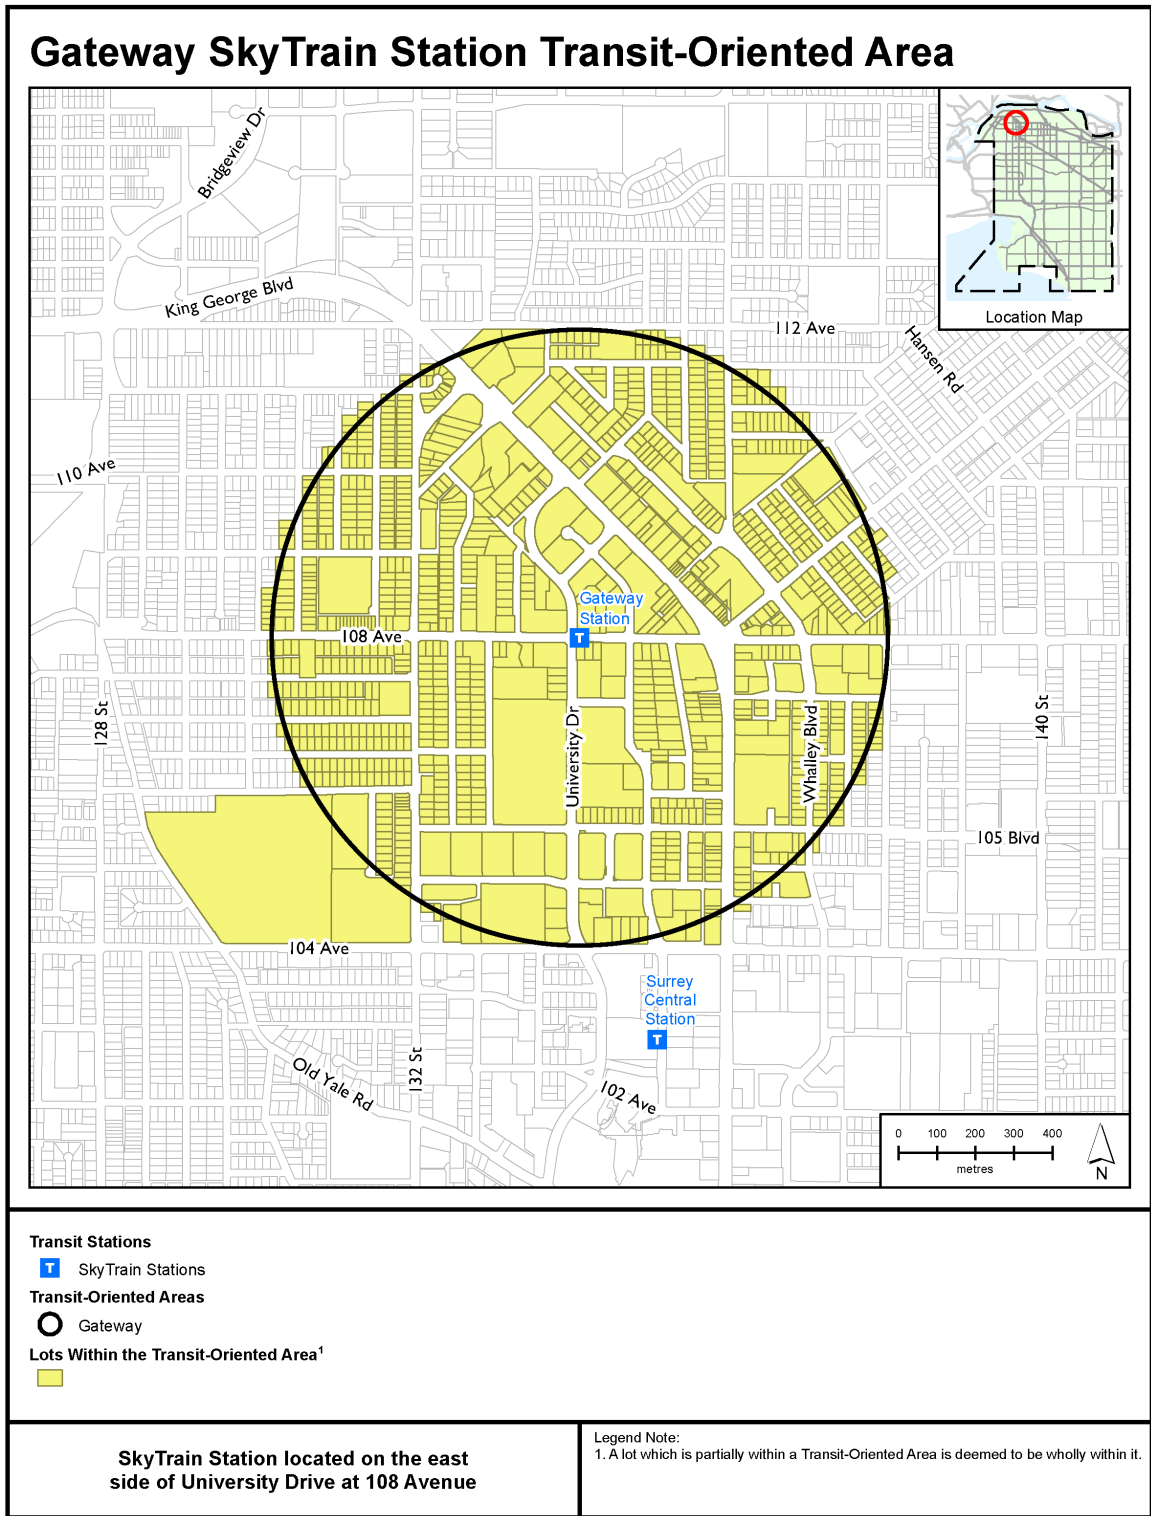 Gateway SkyTrain Station Transit-Oriented Area
Bridgeview Dr
King George Blvd
Location Map
112 Ave
Hansen Rd
110 Ave
Gateway
Station
T
108 Ave
128 St
University Dr
Whalley Blvd
140 St
105 Blvd
104 Ave
Surrey
Central
Station
T
132 St
Old Yale Rd
102 Ave
0 100 200 300 400
metres
N
Transit Stations
T SkyTrain Stations
Transit-Oriented Areas
Gateway
Lots Within the Transit-Oriented Area1
SkyTrain Station located on the east
side of University Drive at 108 Avenue
Legend Note:
1. A lot which is partially within a Transit-Oriented Area is deemed to be wholly within it.